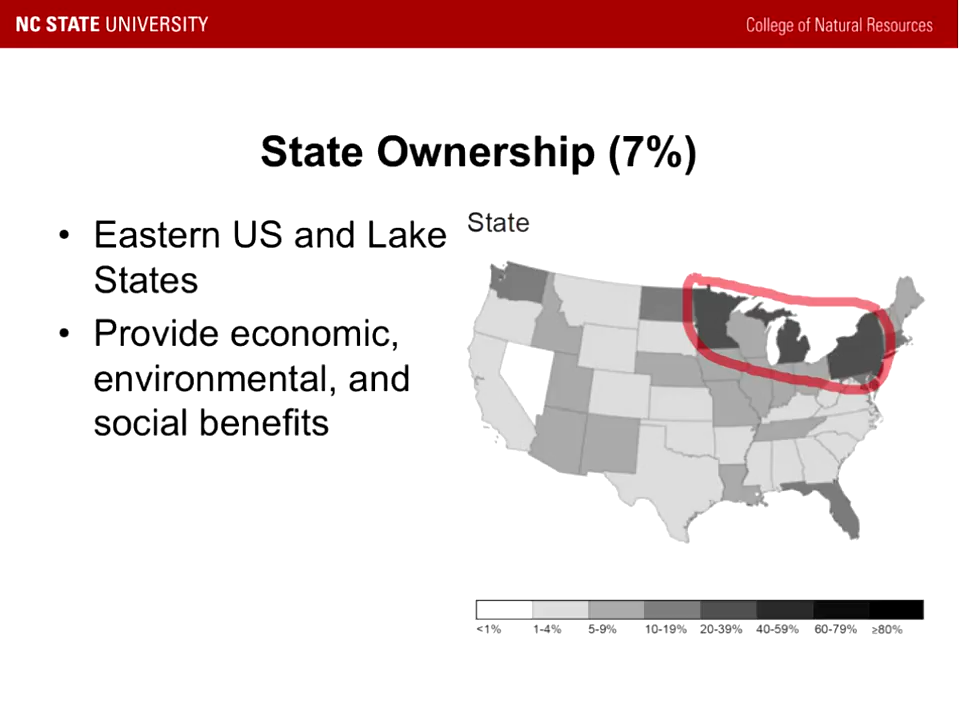 NC STATE UNIVERSITY
College of Natural Resources
State Ownership (7%)
• Eastern US and Lake
States
• Provide economic,
environmental, and
social benefits
State
<1% 1-4% 5-9% 10-19% 20-39% 40-59% 60-79% ≥80%